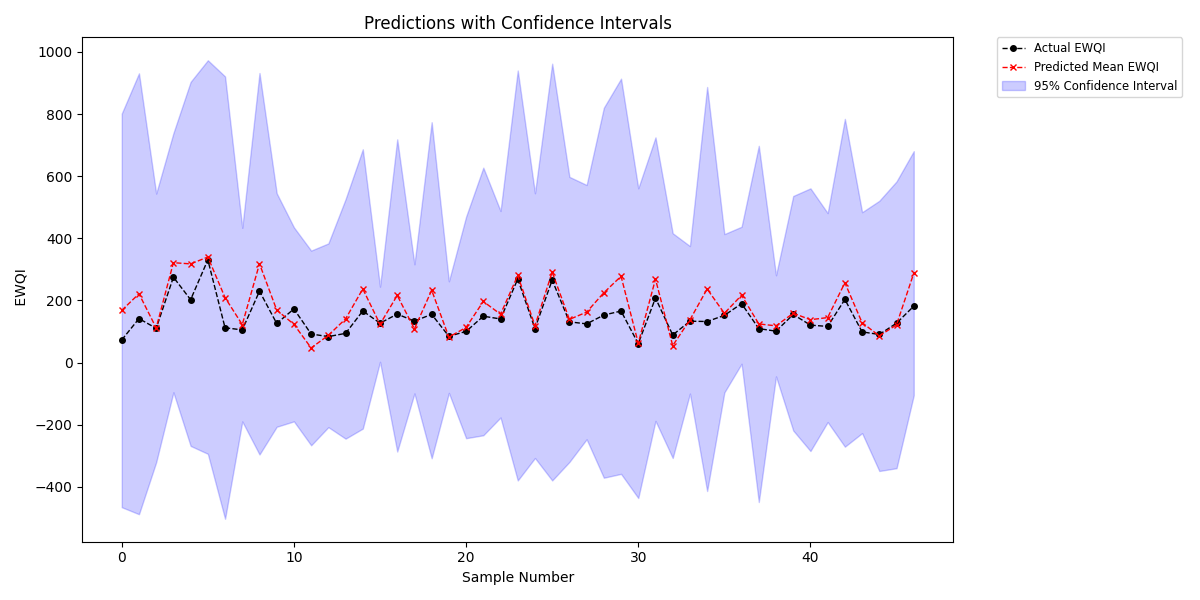 Predictions with Confidence Intervals
Actual EWQI
Predicted Mean EWQI
95% Confidence Interval
EWQI
1000
800
600
400
200
0
−200
−400
0 10 20 30 40
Sample Number